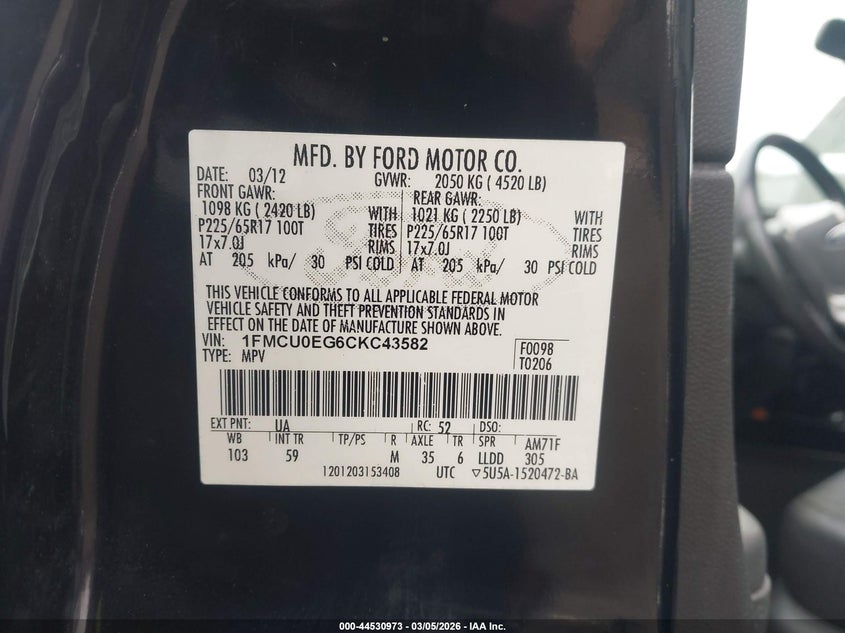 MFD. BY FORD MOTOR CO.
DATE: 03/12 GVWR: 2050 KG ( 4520 LB)
FRONT GAWR: REAR GAWR:
1098 KG ( 2420 LB) WITH 1021 KG ( 2250 LB) WITH
P225/65R17 100T TIRES P225/65R17 100T TIRES
17x7.0J RIMS 17x7.0J RIMS
AT 205 kPa/ 30 PSI COLD AT 205 kPa/ 30 PSI COLD
THIS VEHICLE CONFORMS TO ALL APPLICABLE FEDERAL MOTOR
VEHICLE SAFETY AND THEFT PREVENTION STANDARDS IN
EFFECT ON THE DATE OF MANUFACTURE SHOWN ABOVE.
VIN: 1FMCU0EG6CKC43582 F0098
TYPE: MPV T0206
EXT PNT: UA RC: 52 DSO:
WB INT TR TP/PS R AXLE TR SPR AM71F
103 59 M 35 6 LLDD 305
1201203153408 UTC ▽5U5A-1520472-BA
000-44530973 - 03/05/2026 - IAA Inc.